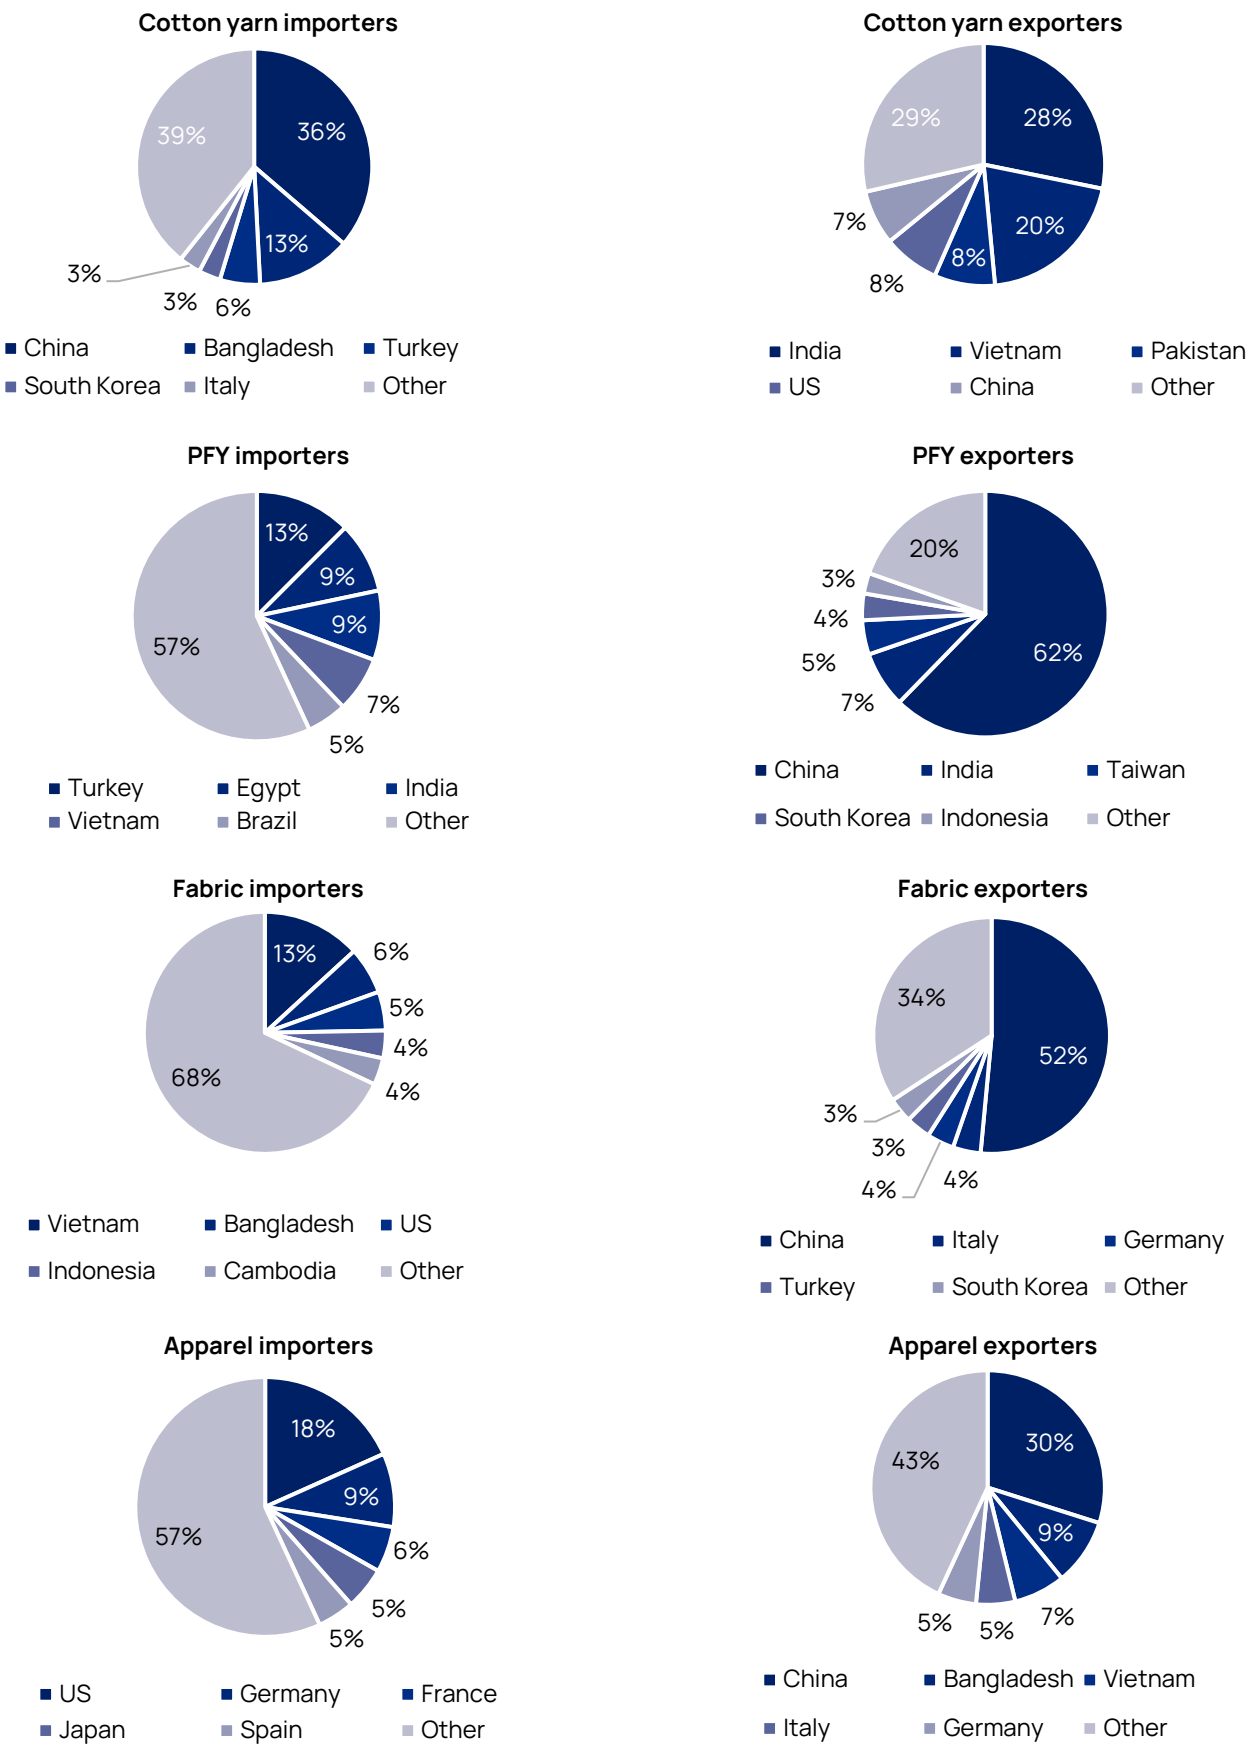 Cotton yarn importers
39%
36%
13%
3%
3%
6%
China
Bangladesh
Turkey
South Korea
Italy
Other
Cotton yarn exporters
29%
28%
7%
20%
8%
8%
India
Vietnam
Pakistan
US
China
Other
PFY importers
13%
9%
9%
57%
7%
5%
Turkey
Egypt
India
Vietnam
Brazil
Other
PFY exporters
20%
3%
4%
62%
5%
7%
China
India
Taiwan
South Korea
Indonesia
Other
Fabric importers
13%
6%
5%
4%
68%
4%
Vietnam
Bangladesh
US
Indonesia
Cambodia
Other
Fabric exporters
34%
52%
3%
3%
4%
4%
China
Italy
Germany
Turkey
South Korea
Other
Apparel importers
18%
9%
57%
6%
5%
5%
US
Germany
France
Japan
Spain
Other
Apparel exporters
30%
43%
9%
7%
5%
5%
China
Bangladesh
Vietnam
Italy
Germany
Other